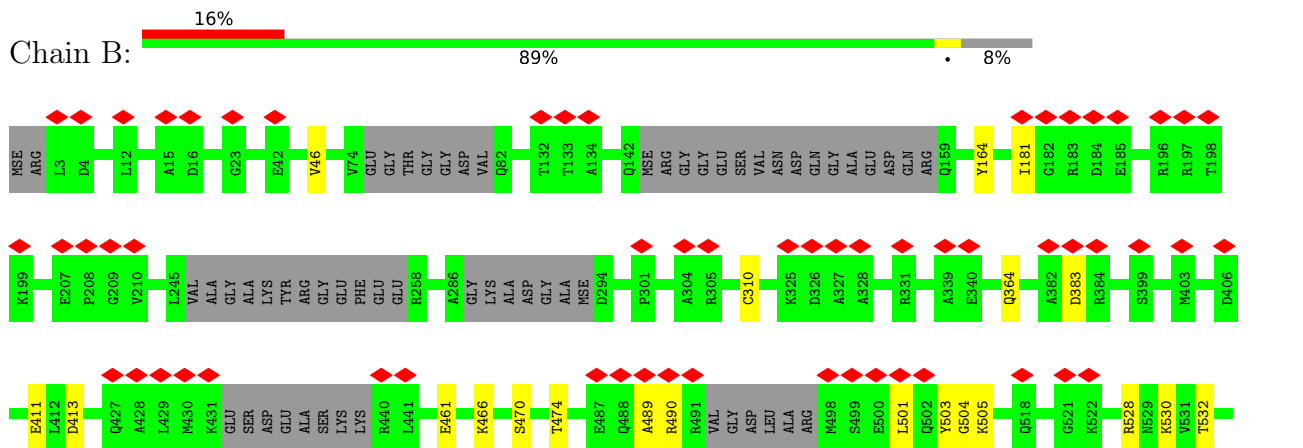 16%
Chain B:
89% • 8%
MSE ARG L3 D4 L12 A15 D16 G23 E42 V46 V74 GLU GLY THR GLY GLY ASP VAL Q82 T132 T133 A134 Q142 MSE ARG GLY GLY GLU SER VAL ASN ASP GLN GLY ALA GLU ASP GLN ARG Q159 Y164 I181 G182 R183 D184 E185 R196 R197 T198
K199 E207 P208 G209 V210 L245 VAL ALA GLY ALA LYS TYR ARG GLY GLU PHE GLU GLU R258 A286 GLY LYS ALA ASP GLY ALA MSE D294 P301 A304 R305 C310 K325 D326 A327 A328 R331 A339 E340 Q364 A382 D383 R384 S399 M403 D406
E411 L412 D413 Q427 A428 L429 M430 K431 GLU SER ASP GLU ALA SER LYS LYS R440 L441 E461 K466 S470 T474 E487 Q488 A489 R490 R491 VAL GLY ASP LEU ALA ARG M498 S499 E500 L501 Q502 Y503 G504 K505 Q518 G521 K522 R528 N529 K530 V531 T532